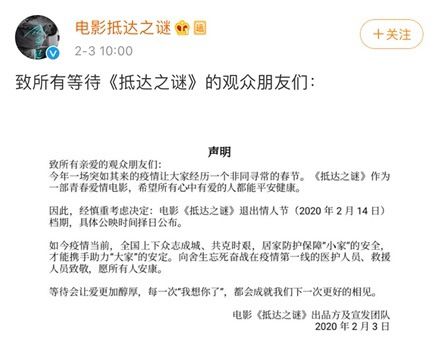 电影抵达之谜
2-3 10:00
+关注
致所有等待《抵达之谜》的观众朋友们：
声明
致所有亲爱的观众朋友们：
今年一场突如其来的疫情让大家经历一个非同寻常的春节。《抵达之谜》作为
一部青春爱情电影，希望所有心中有爱的人都能平安健康。
因此，经慎重考虑决定：电影《抵达之谜》退出情人节（2020 年 2 月 14 日）
档期，具体公映时间择日公布。
如今疫情当前，全国上下众志成城、共克时艰，居家防护保障“小家”的安全，
才能携手助力“大家”的安定。向舍生忘死奋战在疫情第一线的医护人员、救援
人员致敬，愿所有人安康。
等待会让爱更加醇厚，每一次“我想你了”，都会成就我们下一次更好的相见。
电影《抵达之谜》出品方及宣发团队
2020 年 2 月 3 日